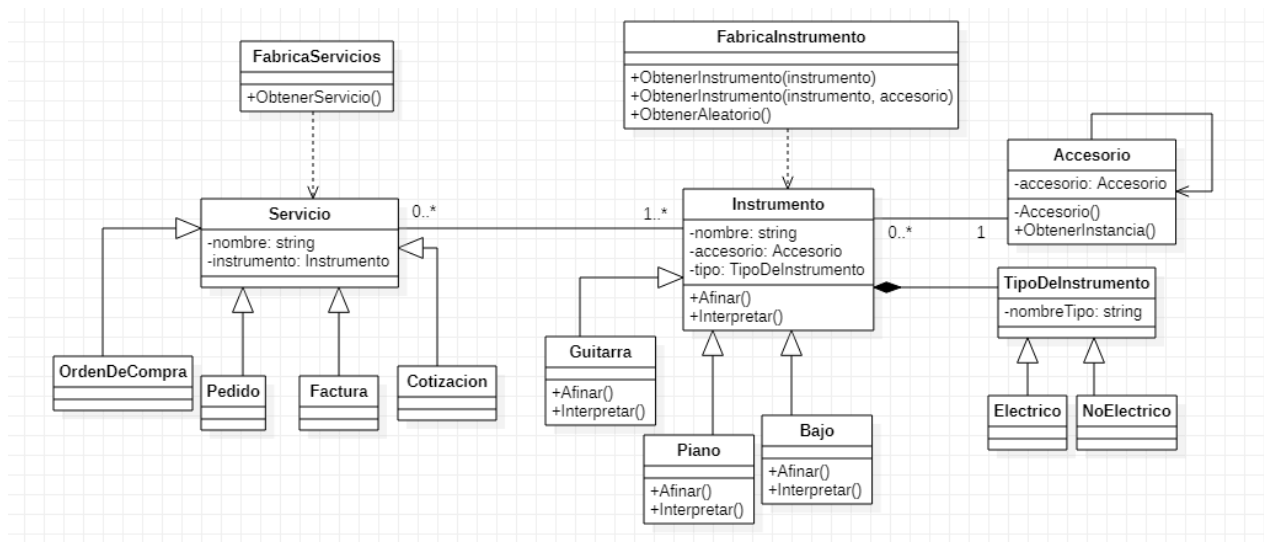 FabricaServicios
+ObtenerServicio()
FabricaInstrumento
+ObtenerInstrumento(instrumento)
+ObtenerInstrumento(instrumento, accesorio)
+ObtenerAleatorio()
Accesorio
-accesorio: Accesorio
-Accesorio()
+ObtenerInstancia()
Servicio
-nombre: string
-instrumento: Instrumento
0..*
1..*
Instrumento
-nombre: string
-accesorio: Accesorio
-tipo: TipoDeInstrumento
+Afinar()
+Interpretar()
0..*
1
TipoDeInstrumento
-nombreTipo: string
OrdenDeCompra
Pedido
Factura
Cotizacion
Guitarra
+Afinar()
+Interpretar()
Piano
+Afinar()
+Interpretar()
Bajo
+Afinar()
+Interpretar()
Electrico
NoElectrico